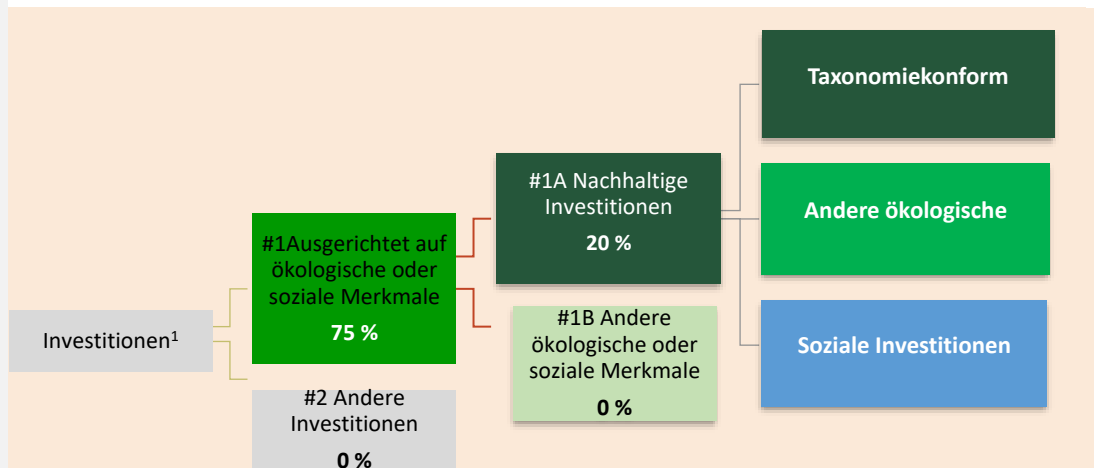 Investitionen¹
#1Ausgerichtet auf
ökologische oder
soziale Merkmale
75 %
#2 Andere
Investitionen
0 %
#1A Nachhaltige
Investitionen
20 %
#1B Andere
ökologische oder
soziale Merkmale
0 %
Taxonomiekonform
Andere ökologische
Soziale Investitionen